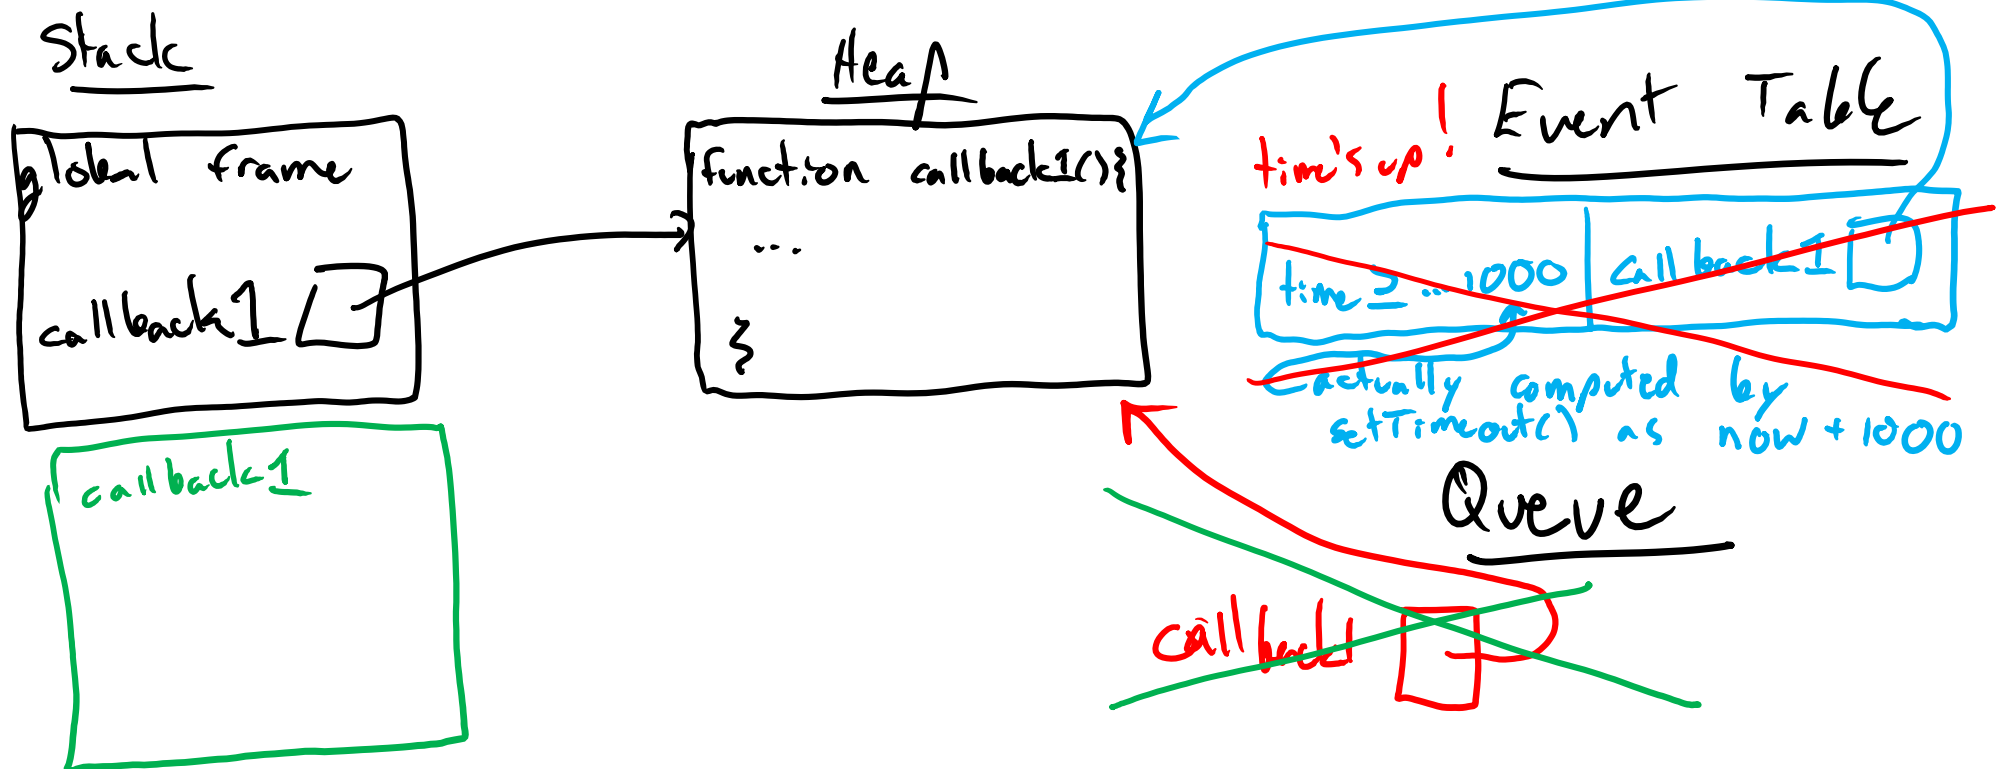 Stack
global frame
callback1
callback1
Heap
function callback1(){
...
}
time's up!
Event Table
time ≥ ... 1000
callback1
actually computed by
setTimeout() as now + 1000
Queue
callback1